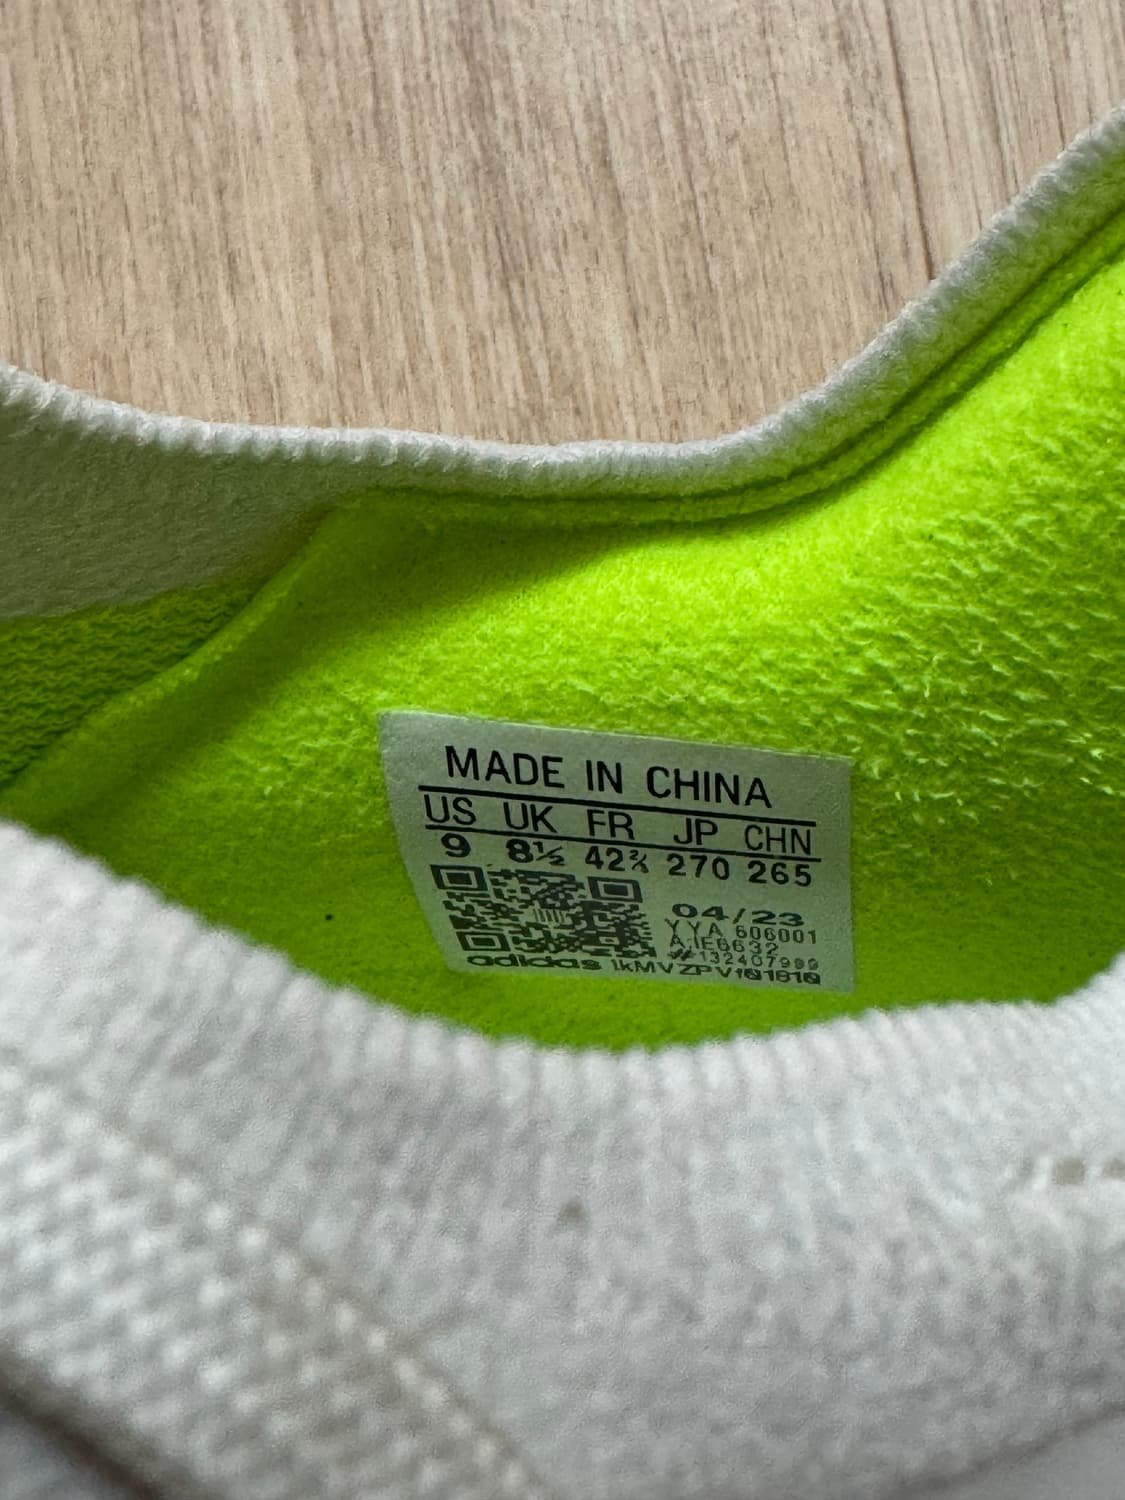 MADE IN CHINA
US UK FR JP CHN
9 8½ 42⅔ 270 265
04/23
YYA 606001
A:IE6632
#132407999
adidas